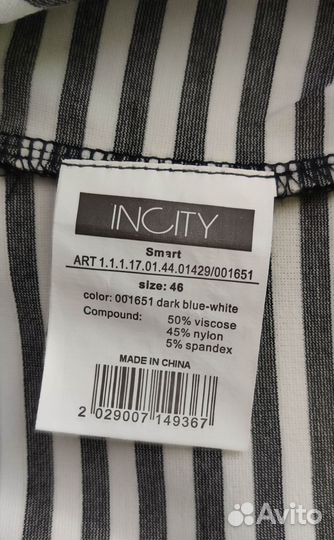 INCITY
Smart
ART 1.1.1.17.01.44.01429/001651
size: 46
color: 001651 dark blue-white
Compound: 50% viscose
45% nylon
5% spandex
MADE IN CHINA
2 029007 149367
Avito